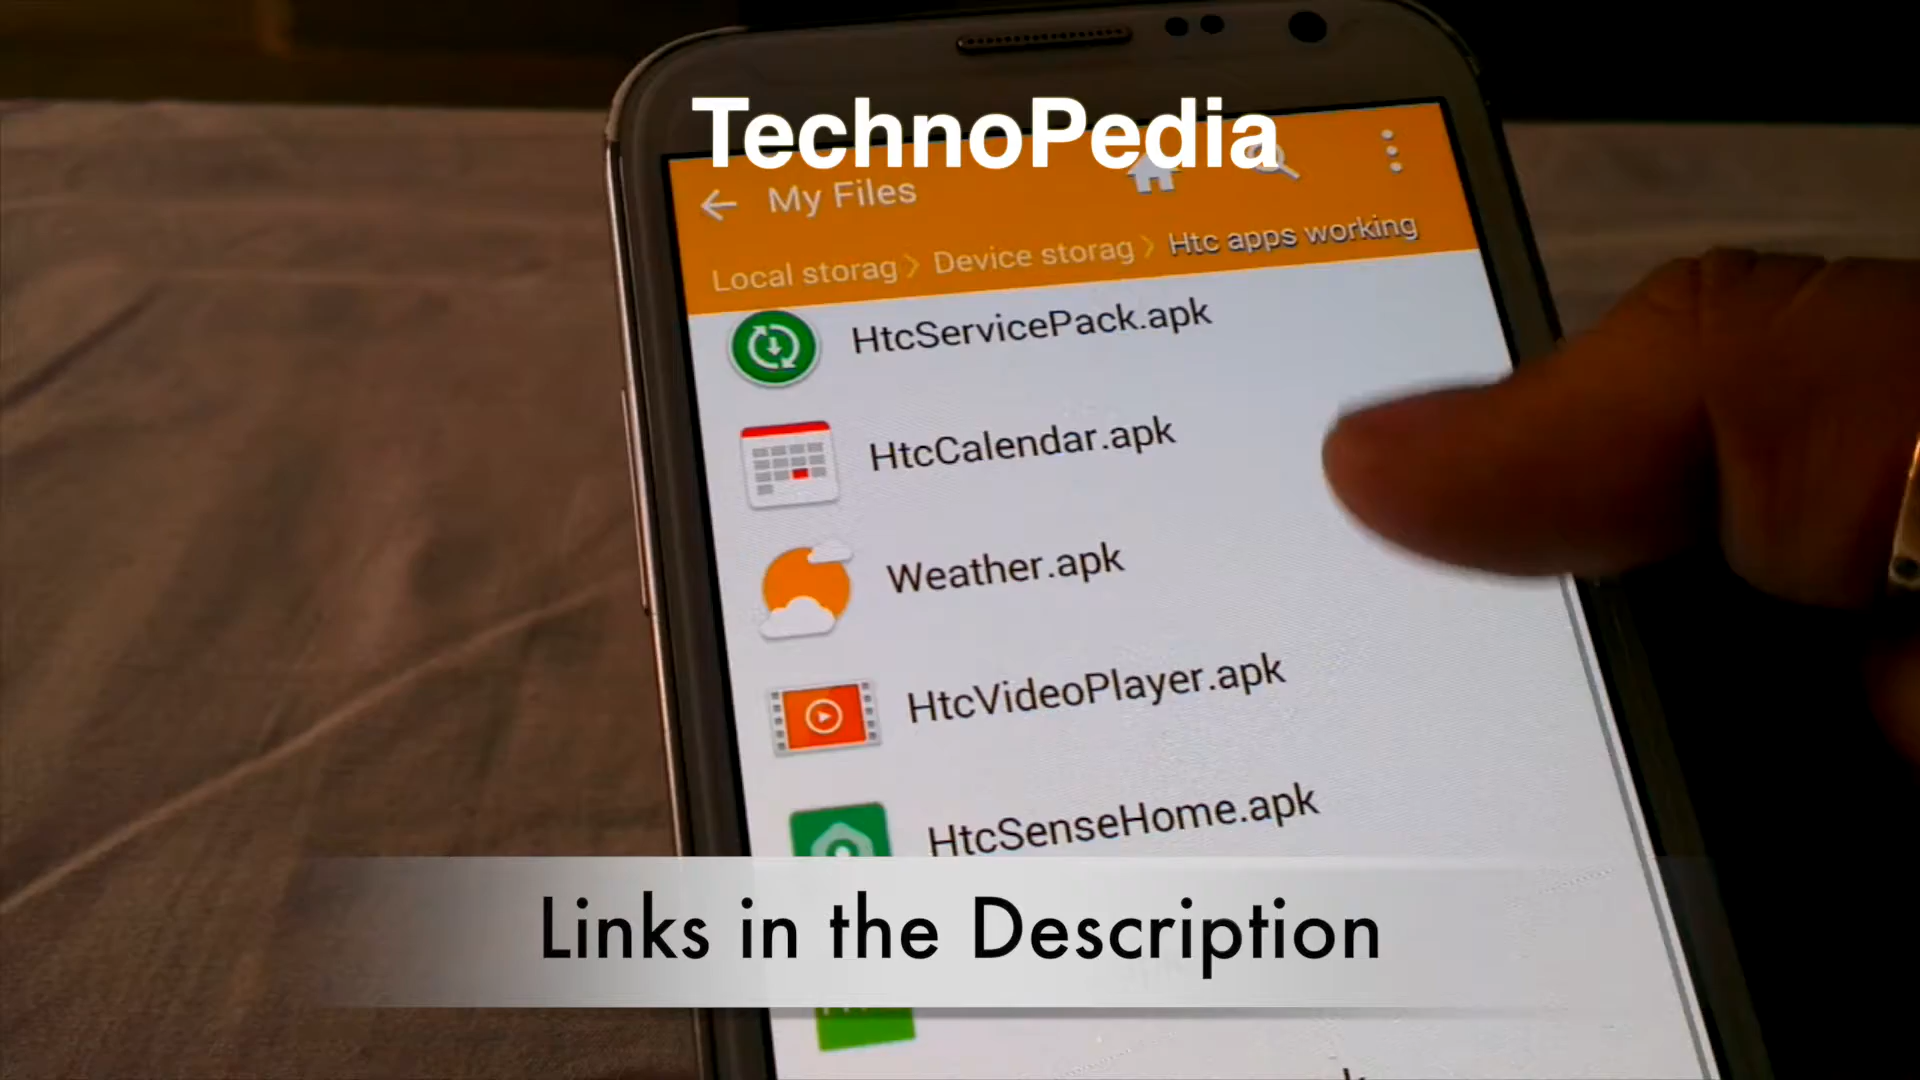 TechnoPedia
My Files
Local storag > Device storag > Htc apps working
HtcServicePack.apk
HtcCalendar.apk
Weather.apk
HtcVideoPlayer.apk
HtcSenseHome.apk
Links in the Description